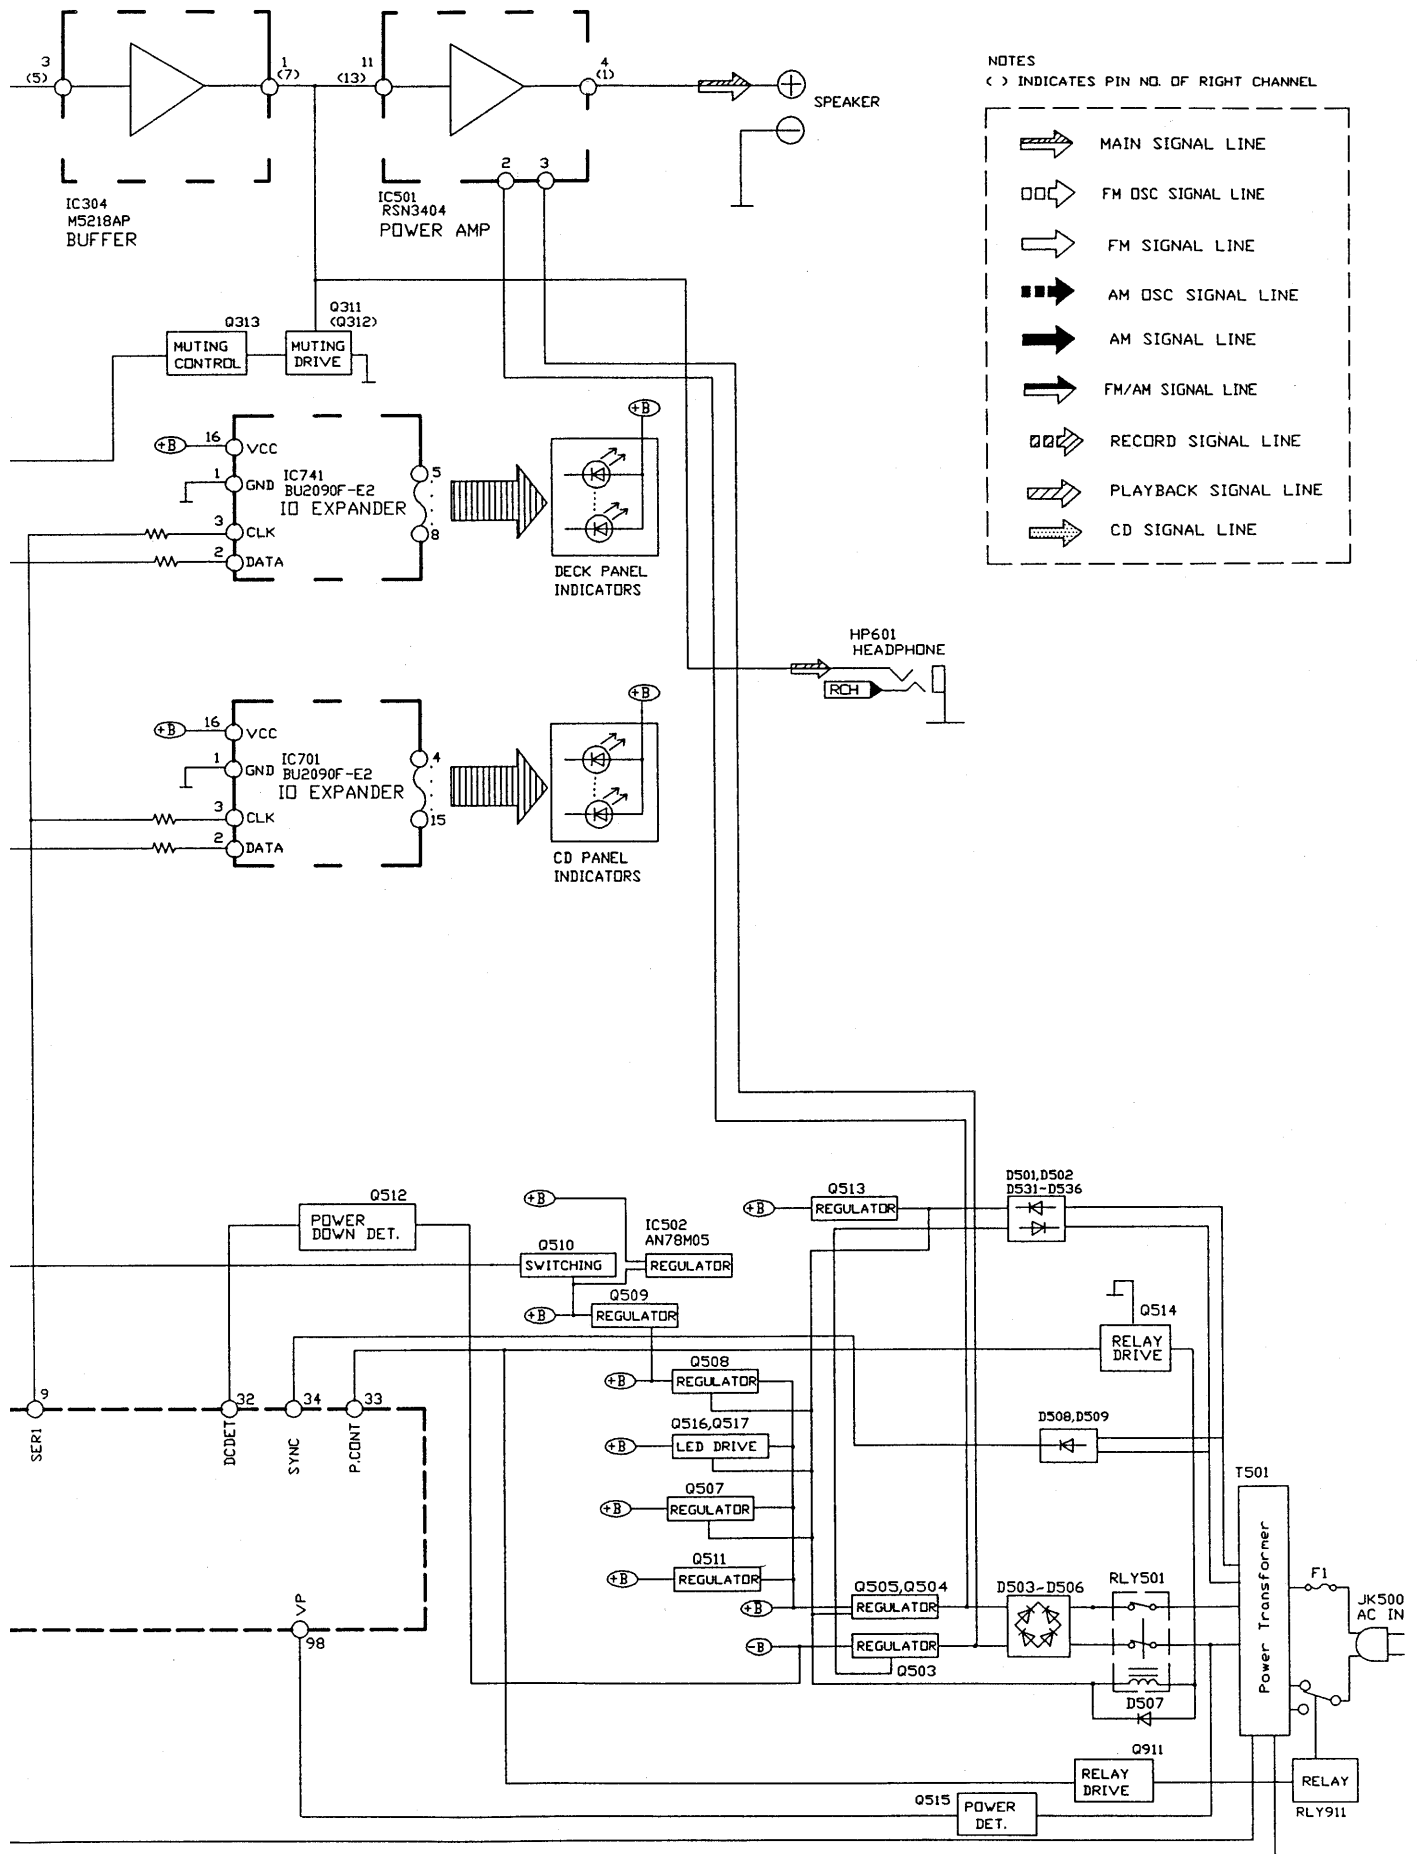 3
(5)
1
(7)
11
(13)
4
(1)
2
3
SPEAKER
IC304
M5218AP
BUFFER
IC501
RSN3404
POWER AMP
NOTES
( ) INDICATES PIN NO. OF RIGHT CHANNEL
MAIN SIGNAL LINE
FM OSC SIGNAL LINE
FM SIGNAL LINE
AM OSC SIGNAL LINE
AM SIGNAL LINE
FM/AM SIGNAL LINE
RECORD SIGNAL LINE
PLAYBACK SIGNAL LINE
CD SIGNAL LINE
Q313
MUTING
CONTROL
Q311
(Q312)
MUTING
DRIVE
+B
16
VCC
1
GND
3
CLK
2
DATA
IC741
BU2090F-E2
IO EXPANDER
5
8
+B
DECK PANEL
INDICATORS
HP601
HEADPHONE
RCH
+B
16
VCC
1
GND
3
CLK
2
DATA
IC701
BU2090F-E2
IO EXPANDER
4
15
+B
CD PANEL
INDICATORS
Q512
POWER
DOWN DET.
+B
Q510
SWITCHING
IC502
AN78M05
REGULATOR
+B
Q509
REGULATOR
+B
Q513
REGULATOR
D501,D502
D531~D536
Q514
RELAY
DRIVE
+B
Q508
REGULATOR
+B
Q516,Q517
LED DRIVE
+B
Q507
REGULATOR
+B
Q511
REGULATOR
+B
Q505,Q504
REGULATOR
-B
REGULATOR
Q503
D508,D509
D503~D506
RLY501
D507
T501
Power Transformer
F1
JK500
AC IN
9
SER1
32
DCDET
34
SYNC
33
P.CONT
VP
98
Q911
RELAY
DRIVE
RELAY
RLY911
Q515
POWER
DET.